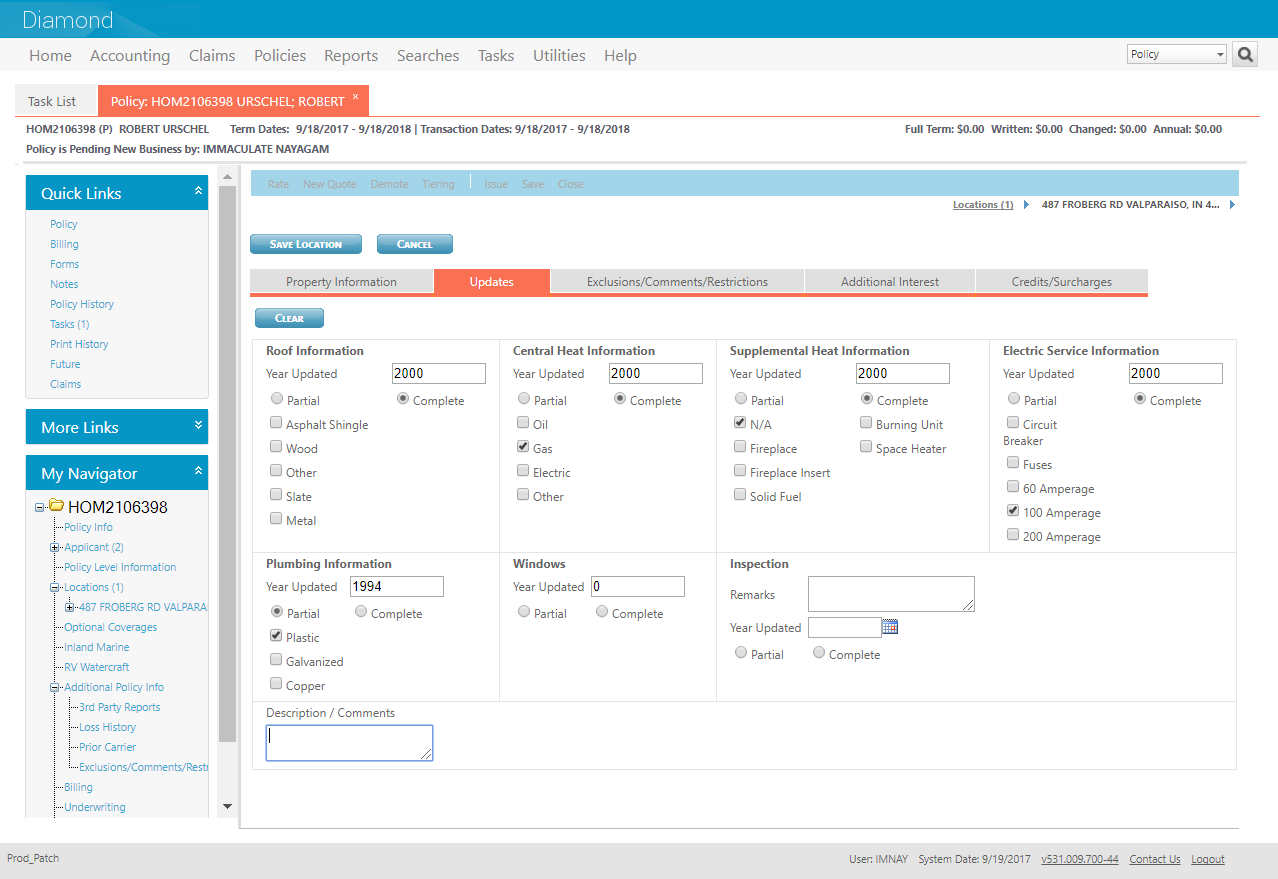 Diamond
Home Accounting Claims Policies Reports Searches Tasks Utilities Help Policy
Task List Policy: HOM2106398 URSCHEL; ROBERT ×
HOM2106398 (P) ROBERT URSCHEL Term Dates: 9/18/2017 - 9/18/2018 | Transaction Dates: 9/18/2017 - 9/18/2018 Full Term: $0.00 Written: $0.00 Changed: $0.00 Annual: $0.00
Policy is Pending New Business by: IMMACULATE NAYAGAM
Quick Links
Policy
Billing
Forms
Notes
Policy History
Tasks (1)
Print History
Future
Claims
More Links
My Navigator
HOM2106398
Policy Info
Applicant (2)
Policy Level Information
Locations (1)
487 FROBERG RD VALPARA
Optional Coverages
Inland Marine
RV Watercraft
Additional Policy Info
3rd Party Reports
Loss History
Prior Carrier
Exclusions/Comments/Restr
Billing
Underwriting
Rate New Quote Demote Tiering Issue Save Close
Locations (1) 487 FROBERG RD VALPARAISO, IN 4...
SAVE LOCATION CANCEL
Property Information Updates Exclusions/Comments/Restrictions Additional Interest Credits/Surcharges
CLEAR
Roof Information
Year Updated 2000
Partial Complete
Asphalt Shingle
Wood
Other
Slate
Metal
Central Heat Information
Year Updated 2000
Partial Complete
Oil
Gas
Electric
Other
Supplemental Heat Information
Year Updated 2000
Partial Complete
N/A Burning Unit
Fireplace Space Heater
Fireplace Insert
Solid Fuel
Electric Service Information
Year Updated 2000
Partial Complete
Circuit
Breaker
Fuses
60 Amperage
100 Amperage
200 Amperage
Plumbing Information
Year Updated 1994
Partial Complete
Plastic
Galvanized
Copper
Windows
Year Updated 0
Partial Complete
Inspection
Remarks
Year Updated
Partial Complete
Description / Comments
Prod_Patch User: IMNAY System Date: 9/19/2017 v531.009.700-44 Contact Us Logout